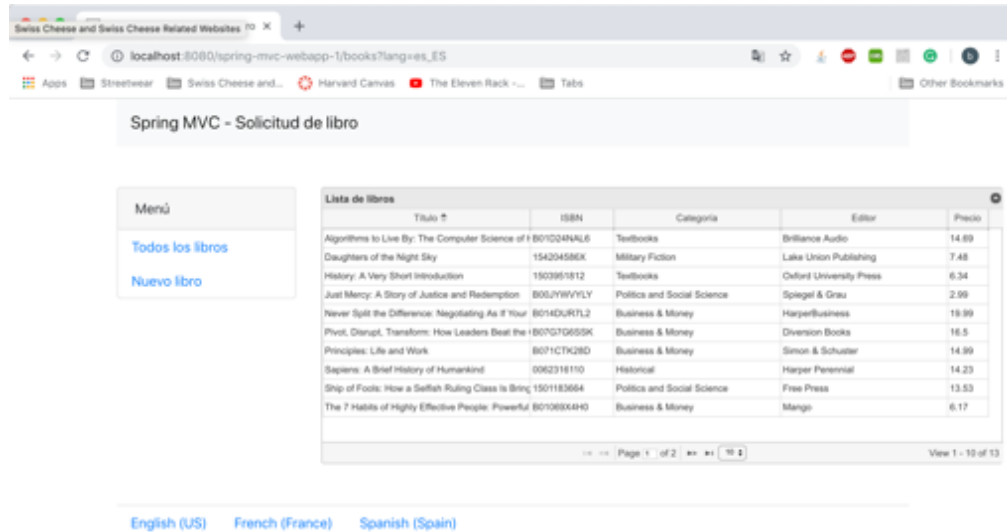 Swiss Cheese and Swiss Cheese Related Websites ro
localhost:8080/spring-mvc-webapp-1/books?lang=es_ES
Apps Streetwear Swiss Cheese and... Harvard Canvas The Eleven Rack -... Tabs Other Bookmarks
Spring MVC - Solicitud de libro
Menú
Todos los libros
Nuevo libro
Lista de libros
Título ISBN Categoría Editor Precio
Algorithms to Live By: The Computer Science of H B01D24NAL6 Textbooks Brilliance Audio 14.69
Daughters of the Night Sky 154204586X Military Fiction Lake Union Publishing 7.48
History: A Very Short Introduction 1503951812 Textbooks Oxford University Press 6.34
Just Mercy: A Story of Justice and Redemption B00JYWVYLY Politics and Social Science Spiegel & Grau 2.99
Never Split the Difference: Negotiating As If Your B014DUR7L2 Business & Money HarperBusiness 19.99
Pivot, Disrupt, Transform: How Leaders Beat the B07G7G6SSK Business & Money Diversion Books 16.5
Principles: Life and Work B071CTK28D Business & Money Simon & Schuster 14.99
Sapiens: A Brief History of Humankind 0062316110 Historical Harper Perennial 14.23
Ship of Fools: How a Selfish Ruling Class Is Bring 1501183664 Politics and Social Science Free Press 13.53
The 7 Habits of Highly Effective People: Powerful B01069X4H0 Business & Money Mango 6.17
Page 1 of 2 10 View 1 - 10 of 13
English (US) French (France) Spanish (Spain)